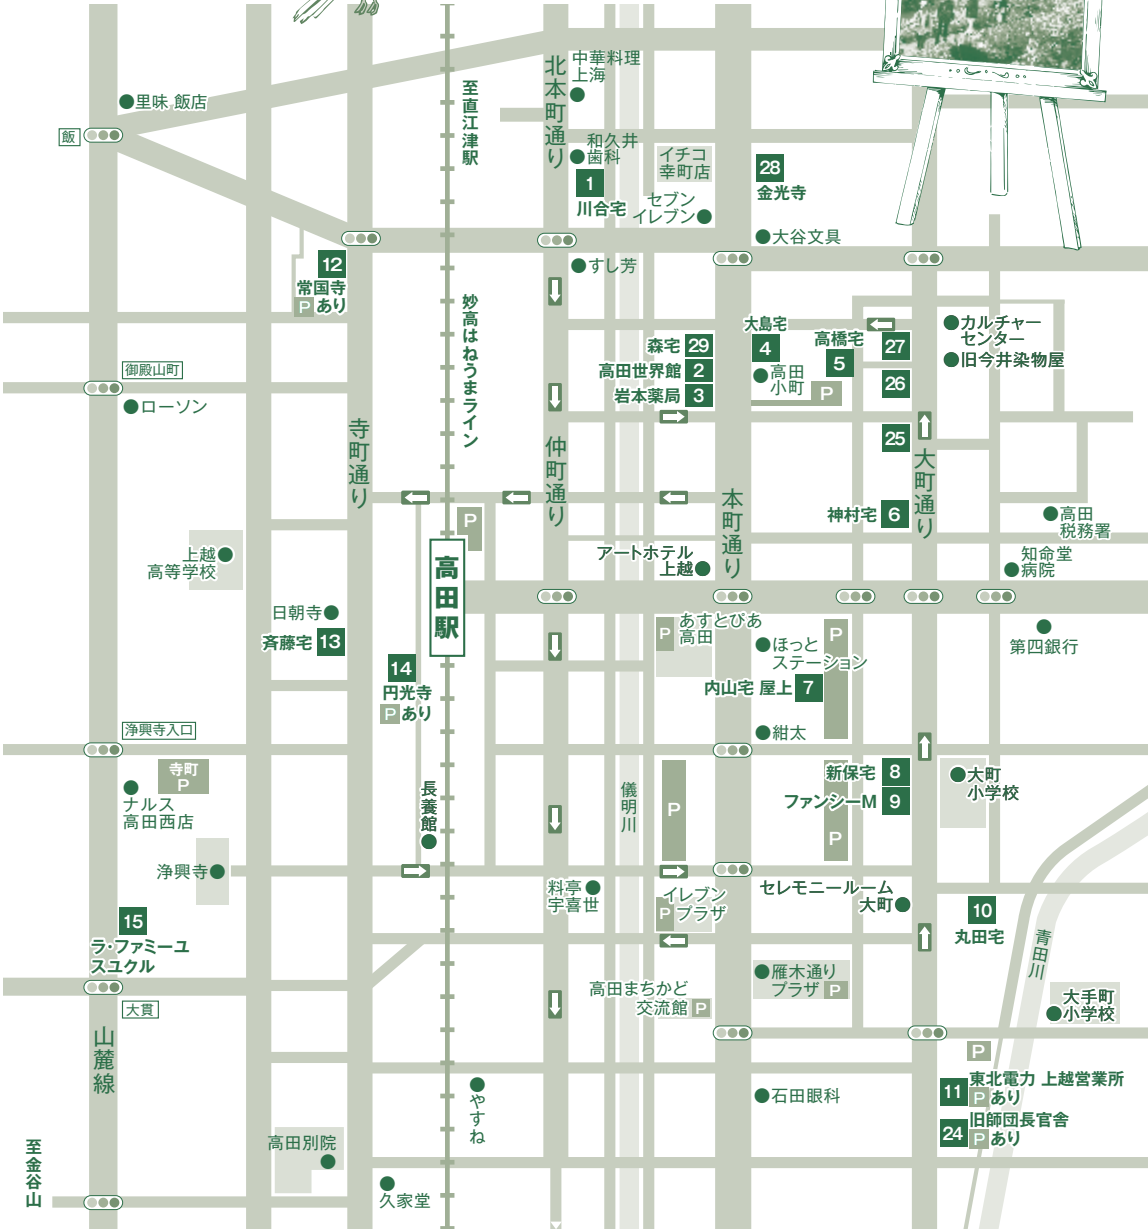 里味 飯店
飯
北本町通り
中華料理
上海
至直江津駅
和久井
歯科
1
川合宅
イチコ
幸町店
セブン
イレブン
28
金光寺
大谷文具
すし芳
12
常国寺
P あり
妙高はねうまライン
森宅 29
高田世界館 2
岩本薬局 3
大島宅
4
高田
小町
高橋宅
5
P
27
26
25
カルチャー
センター
旧今井染物屋
御殿山町
ローソン
寺町通り
仲町通り
本町通り
大町通り
神村宅 6
高田
税務署
知命堂
病院
P
高田駅
アートホテル
上越
上越
高等学校
日朝寺
斉藤宅 13
14
円光寺
P あり
P
あすとぴあ
高田
ほっと
ステーション
P
内山宅 屋上 7
第四銀行
紺太
浄興寺入口
寺町
P
ナルス
高田西店
長養館
儀明川
P
新保宅 8
ファンシーM 9
P
大町
小学校
浄興寺
料亭
宇喜世
イレブン
プラザ
P
セレモニールーム
大町
10
丸田宅
青田川
15
ラ・ファミーユ
スユクル
大貫
山麓線
高田まちかど
交流館 P
雁木通り
プラザ P
大手町
小学校
P
11
東北電力 上越営業所
P あり
24
旧師団長官舎
P あり
石田眼科
やすね
高田別院
久家堂
至金谷山